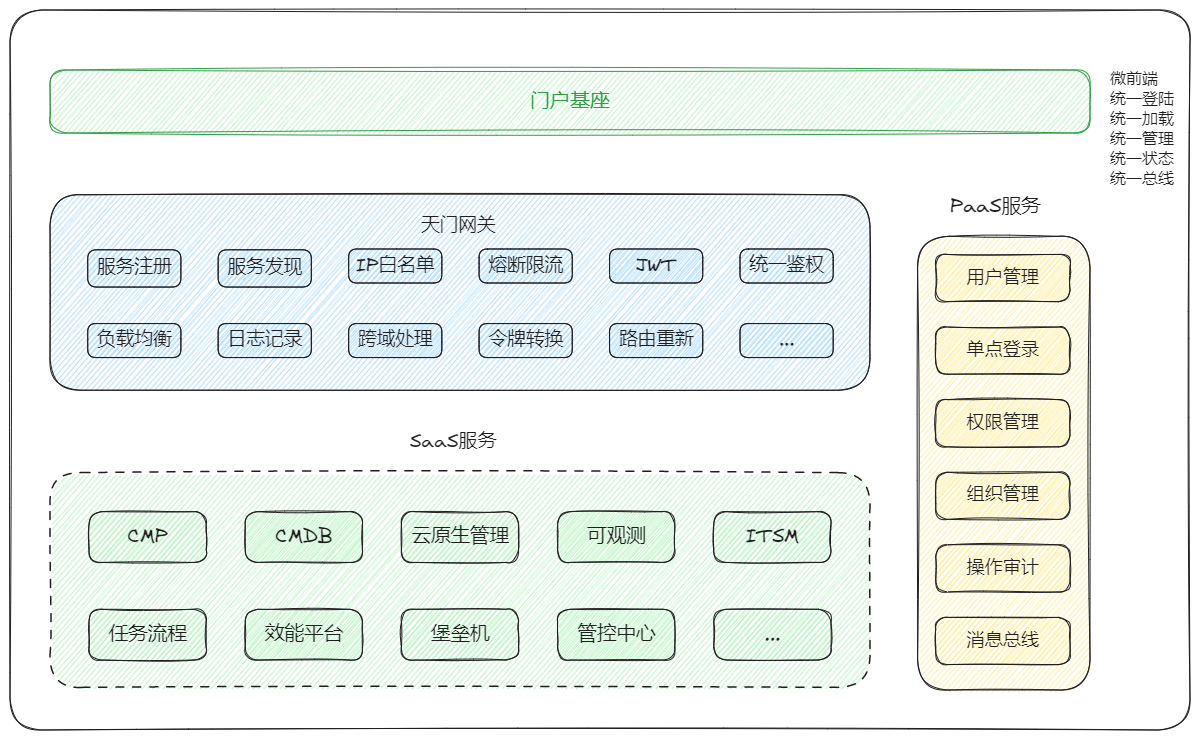 门户基座
微前端
统一登陆
统一加载
统一管理
统一状态
统一总线
天门网关
服务注册
服务发现
IP白名单
熔断限流
JWT
统一鉴权
负载均衡
日志记录
跨域处理
令牌转换
路由重新
...
SaaS服务
CMP
CMDB
云原生管理
可观测
ITSM
任务流程
效能平台
堡垒机
管控中心
...
PaaS服务
用户管理
单点登录
权限管理
组织管理
操作审计
消息总线